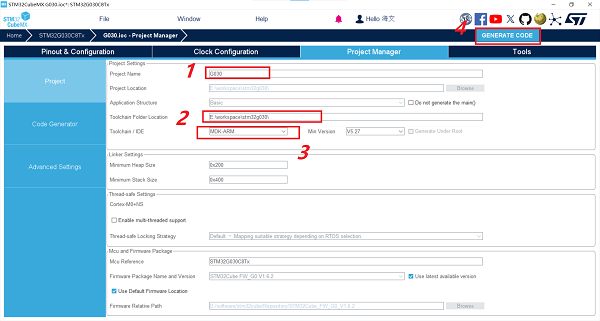 STM32CubeMX G030.ioc*: STM32G030C8Tx
STM32
CubeMX
File Window Help Hello 海文
Home STM32G030C8Tx G030.ioc - Project Manager GENERATE CODE
4
Pinout & Configuration Clock Configuration Project Manager Tools
Project
Code Generator
Advanced Settings
Project Settings
1
Project Name G030
Project Location Browse
Application Structure Basic Do not generate the main()
2
Toolchain Folder Location E:\workspace\stm32g030\
Toolchain / IDE MDK-ARM Min Version V5.27 Generate Under Root
3
Linker Settings
Minimum Heap Size 0x200
Minimum Stack Size 0x400
Thread-safe Settings
Cortex-M0+NS
Enable multi-threaded support
Thread-safe Locking Strategy Default - Mapping suitable strategy depending on RTOS selection.
Mcu and Firmware Package
Mcu Reference STM32G030C8Tx
Firmware Package Name and Version STM32Cube FW_G0 V1.6.2 Use latest available version
Use Default Firmware Location
Firmware Relative Path Browse